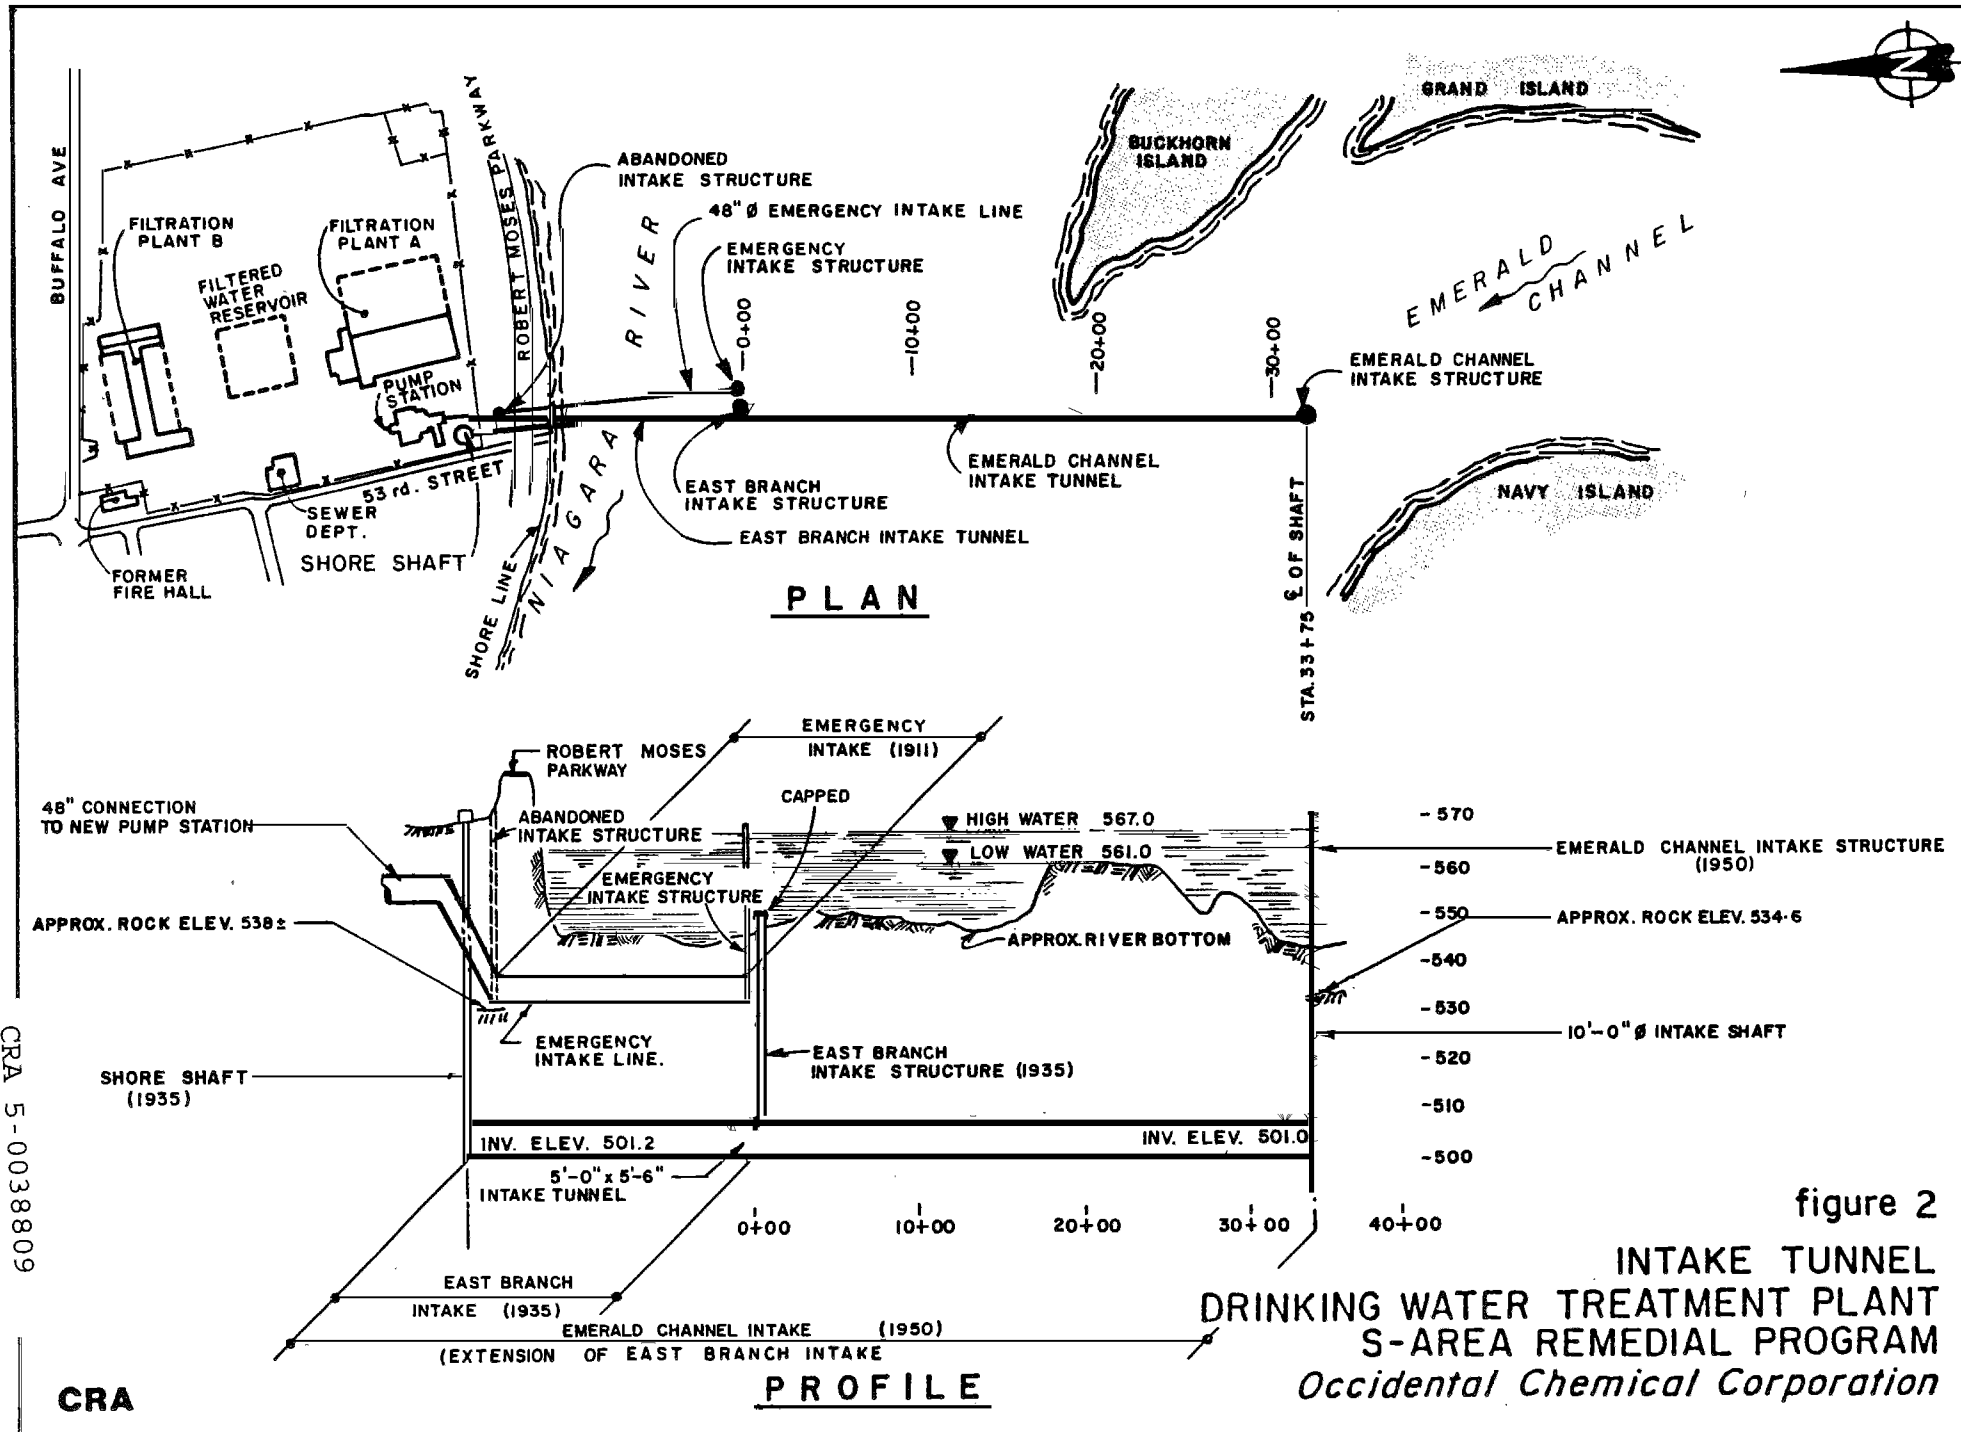 N
GRAND ISLAND
BUCKHORN
ISLAND
EMERALD
CHANNEL
NAVY ISLAND
BUFFALO AVE
ROBERT MOSES PARKWAY
ABANDONED
INTAKE STRUCTURE
48" Ø EMERGENCY INTAKE LINE
EMERGENCY
INTAKE STRUCTURE
FILTRATION
PLANT B
FILTRATION
PLANT A
FILTERED
WATER
RESERVOIR
PUMP
STATION
NIAGARA RIVER
0+00
10+00
20+00
30+00
EMERALD CHANNEL
INTAKE STRUCTURE
EMERALD CHANNEL
INTAKE TUNNEL
EAST BRANCH
INTAKE STRUCTURE
EAST BRANCH INTAKE TUNNEL
53 rd. STREET
SEWER
DEPT.
SHORE SHAFT
FORMER
FIRE HALL
SHORE LINE
STA. 33+75 ℄ OF SHAFT
PLAN
EMERGENCY
INTAKE (1911)
ROBERT MOSES
PARKWAY
CAPPED
48" CONNECTION
TO NEW PUMP STATION
ABANDONED
INTAKE STRUCTURE
HIGH WATER 567.0
LOW WATER 561.0
EMERGENCY
INTAKE STRUCTURE
APPROX. ROCK ELEV. 538±
APPROX. RIVER BOTTOM
-570
EMERALD CHANNEL INTAKE STRUCTURE
(1950)
-560
-550
APPROX. ROCK ELEV. 534.6
-540
-530
10'-0" Ø INTAKE SHAFT
-520
-510
-500
EMERGENCY
INTAKE LINE.
EAST BRANCH
INTAKE STRUCTURE (1935)
SHORE SHAFT
(1935)
INV. ELEV. 501.2
INV. ELEV. 501.0
5'-0" x 5'-6"
INTAKE TUNNEL
0+00
10+00
20+00
30+00
40+00
EAST BRANCH
INTAKE (1935)
EMERALD CHANNEL INTAKE (1950)
(EXTENSION OF EAST BRANCH INTAKE
PROFILE
figure 2
INTAKE TUNNEL
DRINKING WATER TREATMENT PLANT
S-AREA REMEDIAL PROGRAM
Occidental Chemical Corporation
CRA
CRA 5-0038809